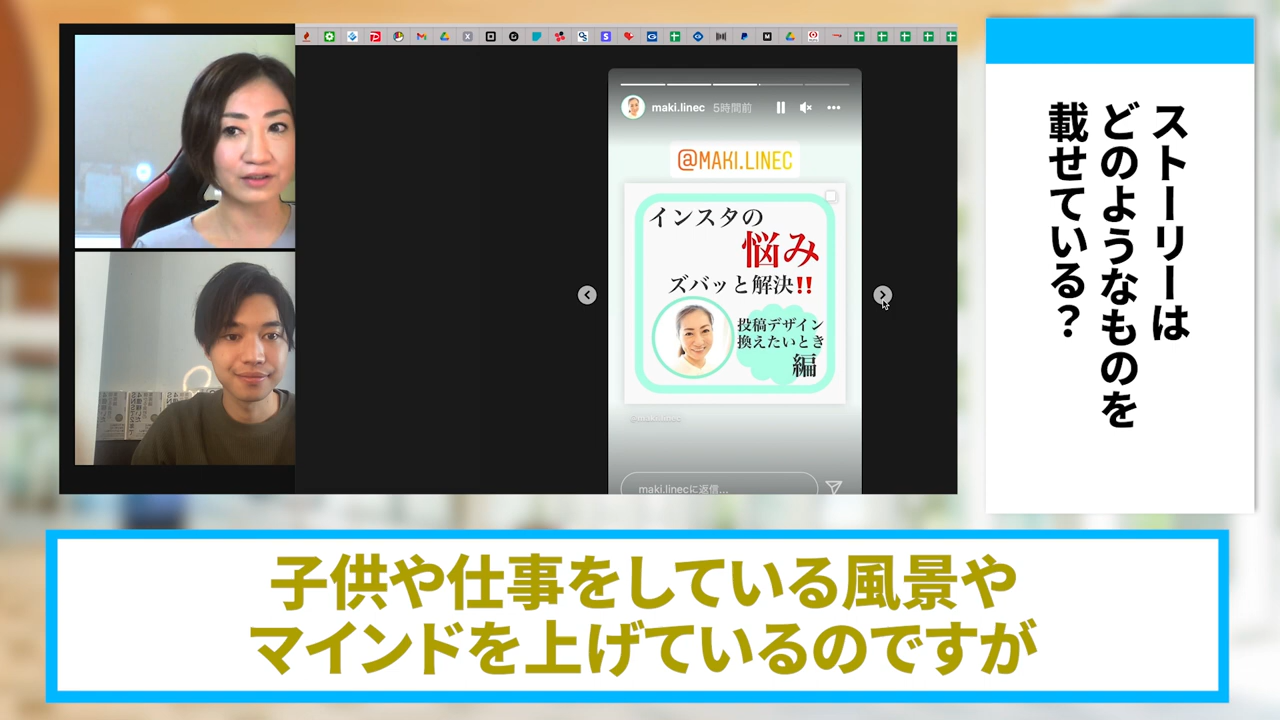 maki.linec 5時間前
@MAKI.LINEC
インスタの
悩み
ズバッと解決‼
投稿デザイン
換えたいとき
編
@maki.linec
maki.linecに返信...
ストーリーは
どのようなものを
載せている？
子供や仕事をしている風景や
マインドを上げているのですが